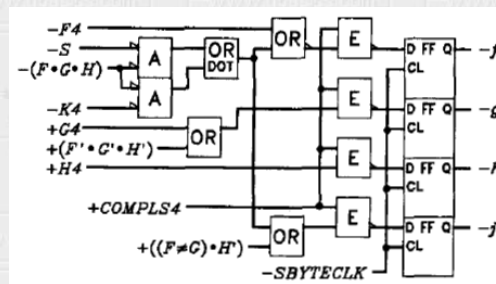 -F4
-S
-(F•G•H)
-K4
+G4
+(F'•G'•H')
+H4
+COMPLS4
+((F≠G)•H')
-SBYTECLK
A
A
OR
DOT
OR
OR
OR
E
E
E
E
D FF Q
CL
D FF Q
CL
D FF Q
CL
D FF Q
CL
-g
-j